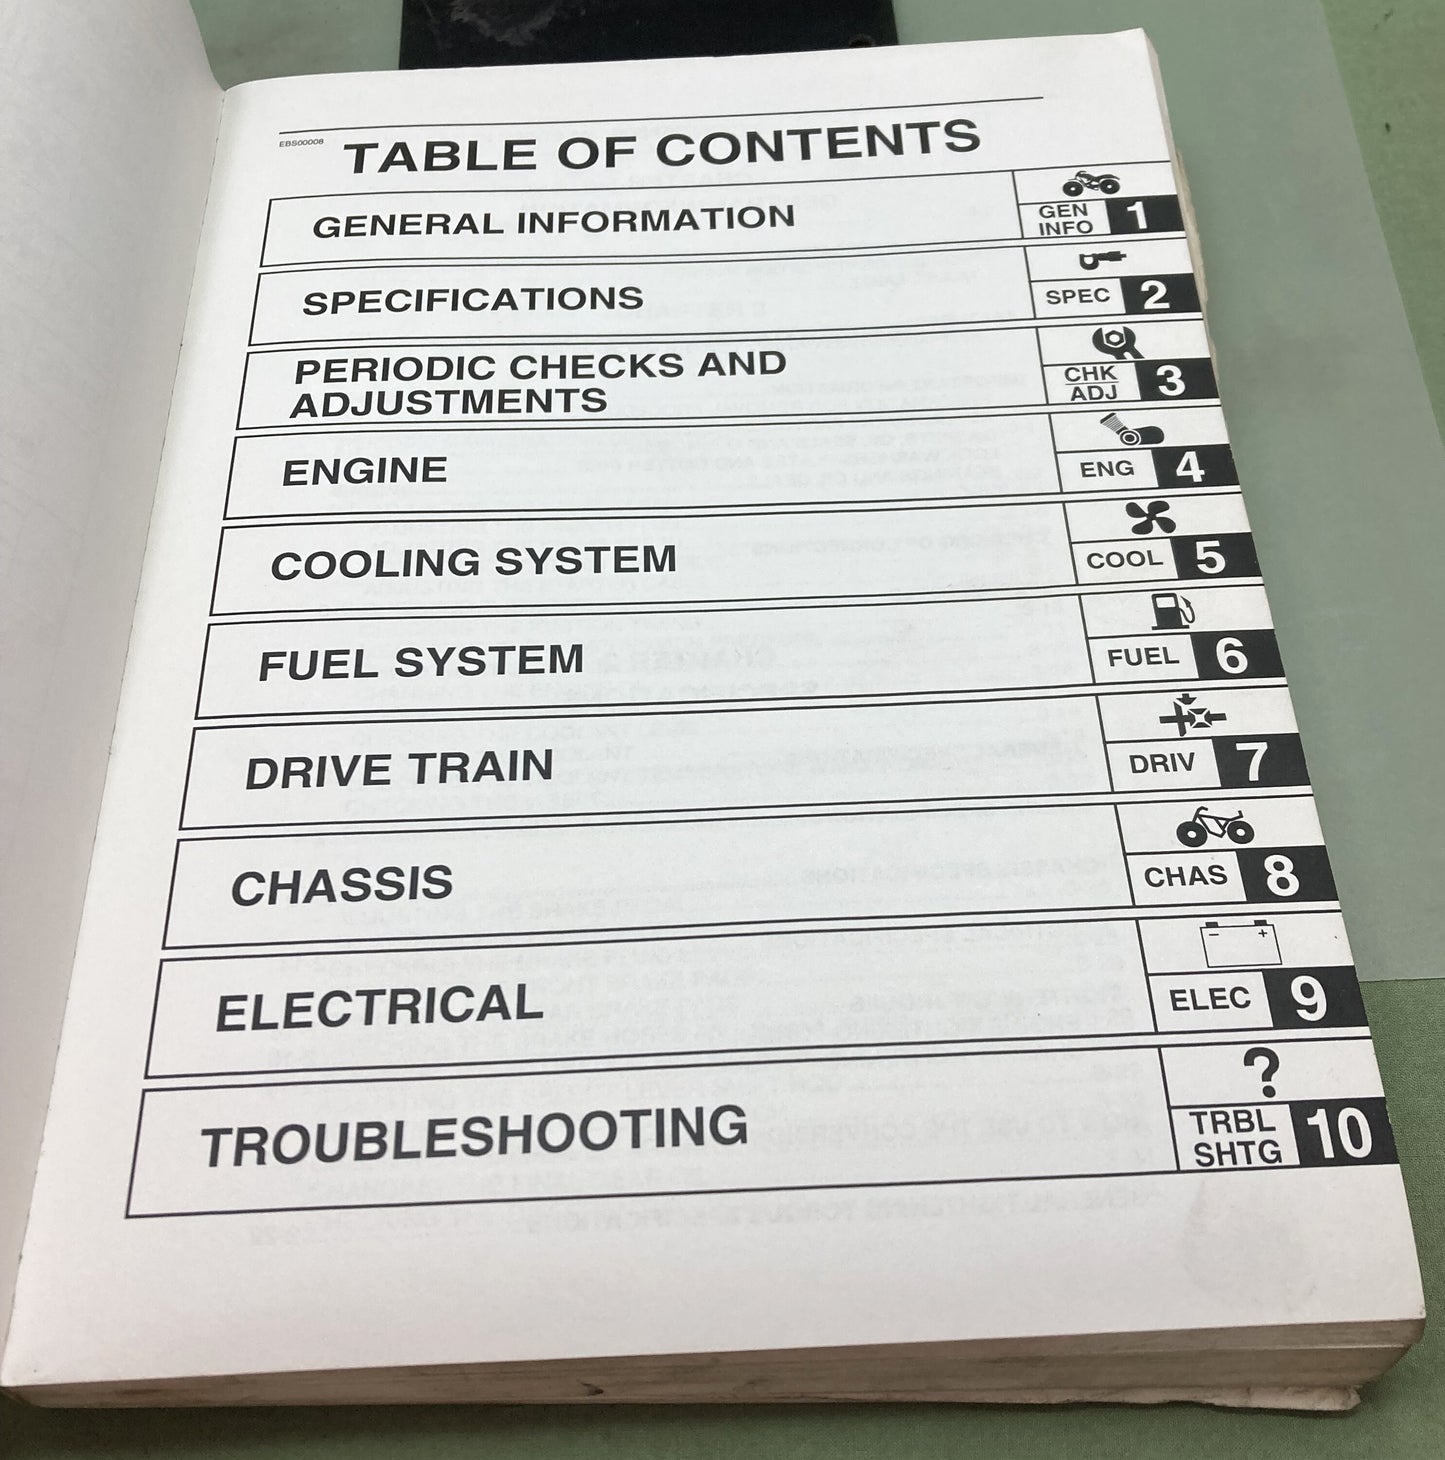 EBS00008
TABLE OF CONTENTS
GENERAL INFORMATION
GEN
INFO
1
SPECIFICATIONS
SPEC
2
PERIODIC CHECKS AND
ADJUSTMENTS
CHK
ADJ
3
ENGINE
ENG
4
COOLING SYSTEM
COOL
5
FUEL SYSTEM
FUEL
6
DRIVE TRAIN
DRIV
7
CHASSIS
CHAS
8
ELECTRICAL
- +
ELEC
9
TROUBLESHOOTING
?
TRBL
SHTG
10